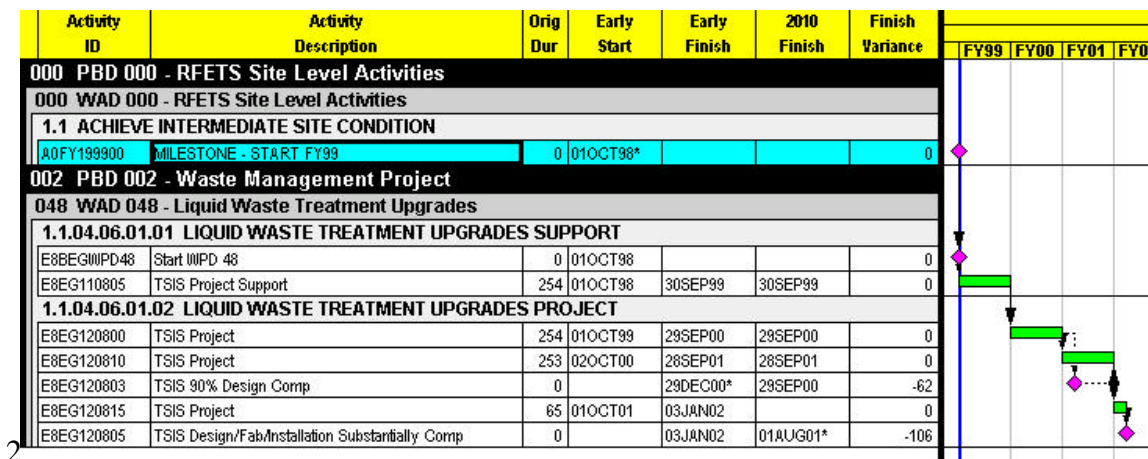 Activity ID Activity Description Orig Dur Early Start Early Finish 2010 Finish Finish Variance FY99 FY00 FY01 FY0
000 PBD 000 - RFETS Site Level Activities
000 WAD 000 - RFETS Site Level Activities
1.1 ACHIEVE INTERMEDIATE SITE CONDITION
A0FY199900 MILESTONE - START FY99 0 01OCT98* 0
002 PBD 002 - Waste Management Project
048 WAD 048 - Liquid Waste Treatment Upgrades
1.1.04.06.01.01 LIQUID WASTE TREATMENT UPGRADES SUPPORT
E8BEGWPD48 Start WPD 48 0 01OCT98 0
E8EG110805 TSIS Project Support 254 01OCT98 30SEP99 30SEP99 0
1.1.04.06.01.02 LIQUID WASTE TREATMENT UPGRADES PROJECT
E8EG120800 TSIS Project 254 01OCT99 29SEP00 29SEP00 0
E8EG120810 TSIS Project 253 02OCT00 28SEP01 28SEP01 0
E8EG120803 TSIS 90% Design Comp 0 29DEC00* 29SEP00 -62
E8EG120815 TSIS Project 65 01OCT01 03JAN02 0
E8EG120805 TSIS Design/Fab/Installation Substantially Comp 0 03JAN02 01AUG01* -106
2